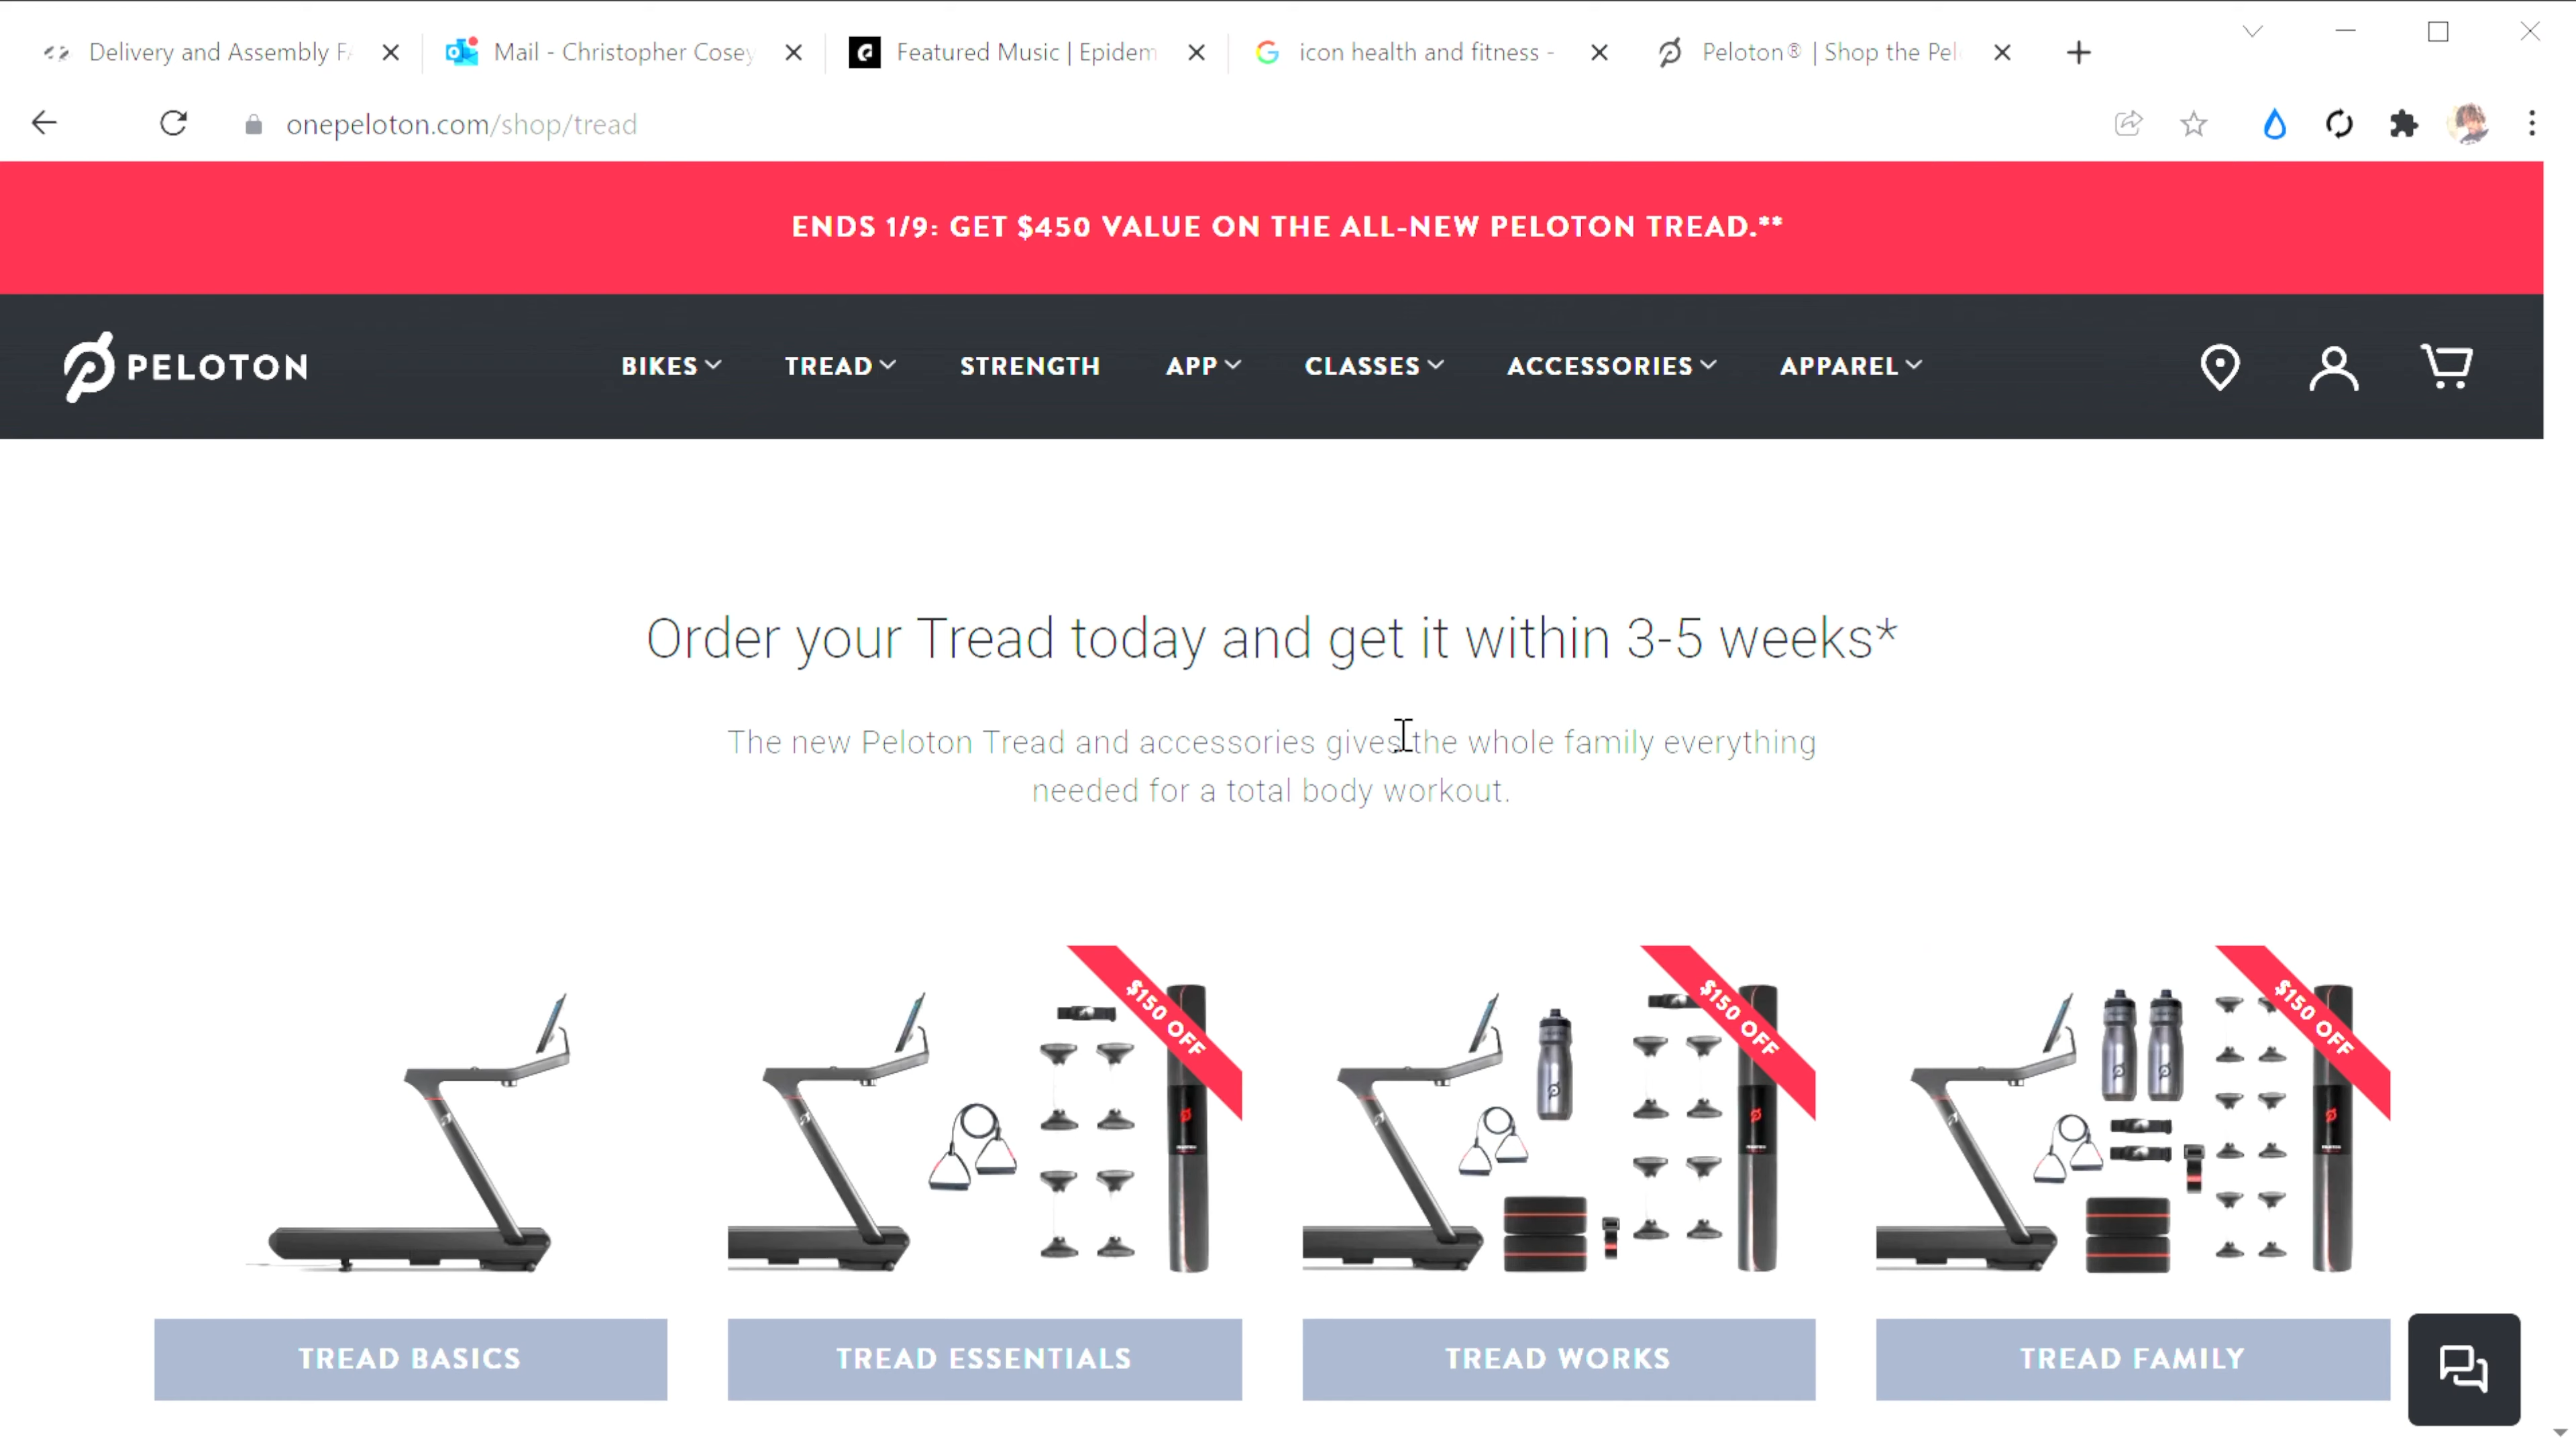 Delivery and Assembly FA
Mail - Christopher Cosey
Featured Music | Epidem
icon health and fitness -
Peloton® | Shop the Pel
onepeloton.com/shop/tread
ENDS 1/9: GET $450 VALUE ON THE ALL-NEW PELOTON TREAD.**
PELOTON
BIKES
TREAD
STRENGTH
APP
CLASSES
ACCESSORIES
APPAREL
Order your Tread today and get it within 3-5 weeks*
The new Peloton Tread and accessories gives the whole family everything
needed for a total body workout.
$150 OFF
$150 OFF
$150 OFF
TREAD BASICS
TREAD ESSENTIALS
TREAD WORKS
TREAD FAMILY